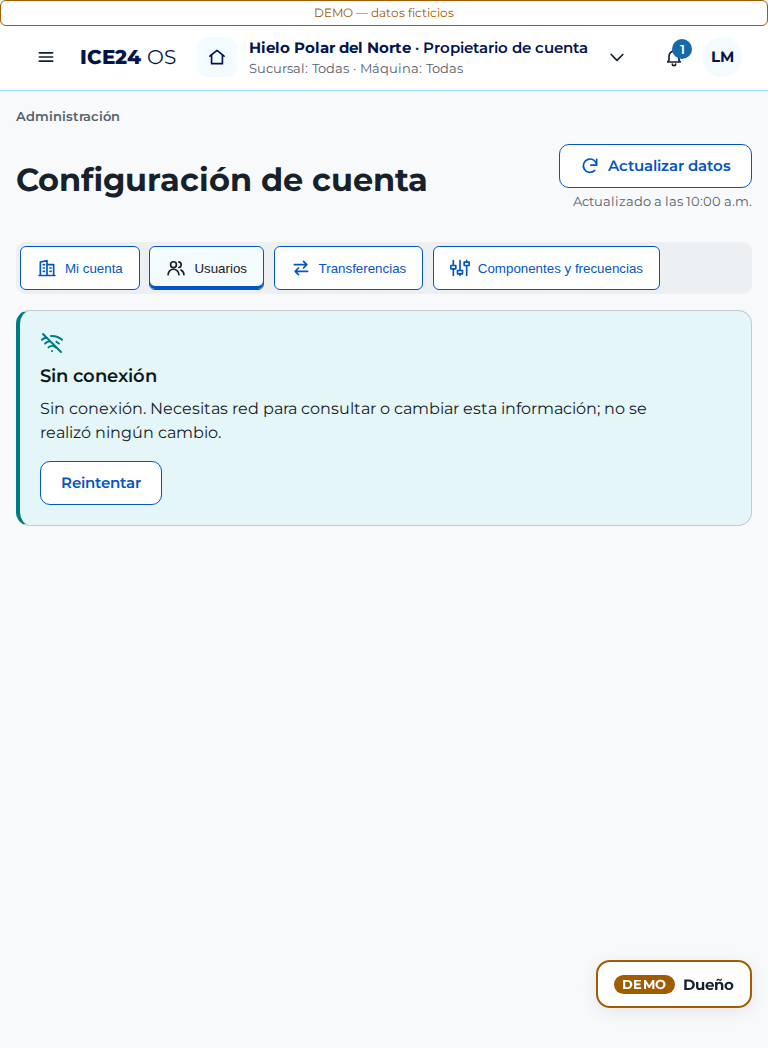 DEMO — datos ficticios
ICE24 OS
Hielo Polar del Norte · Propietario de cuenta
Sucursal: Todas · Máquina: Todas
1
LM
Administración
Configuración de cuenta
Actualizar datos
Actualizado a las 10:00 a.m.
Mi cuenta
Usuarios
Transferencias
Componentes y frecuencias
Sin conexión
Sin conexión. Necesitas red para consultar o cambiar esta información; no se
realizó ningún cambio.
Reintentar
DEMO Dueño